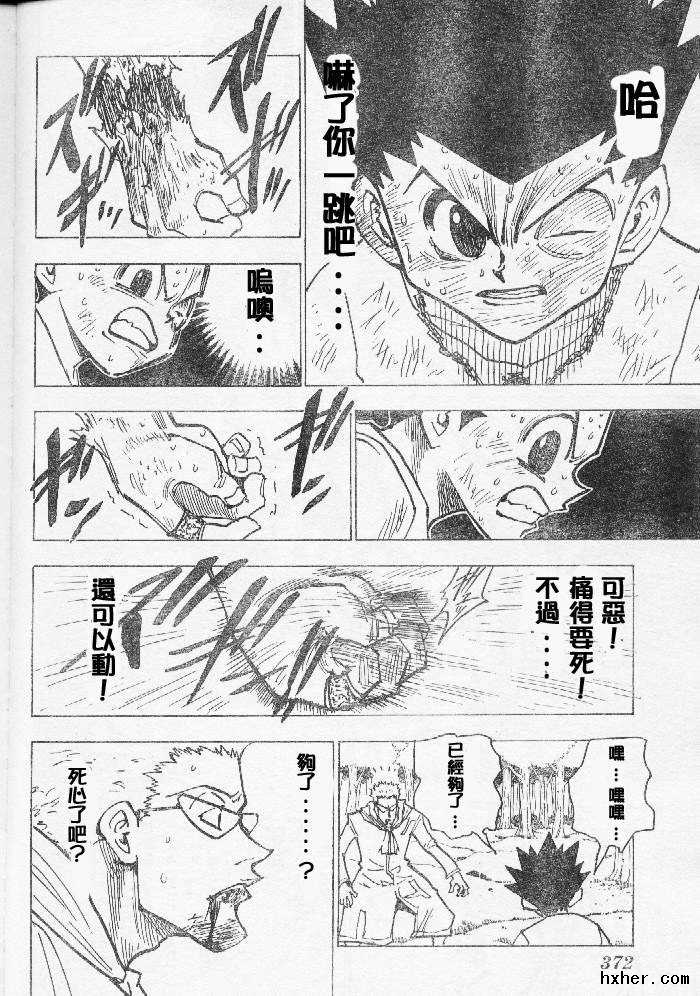 哈
嚇了你一跳吧‥‥
嗚噢‥
可惡！
痛得要死！
不過‥‥
還可以動！
嘿…嘿嘿…
已經夠了…
夠了……？
死心了吧？
372
hxher.com